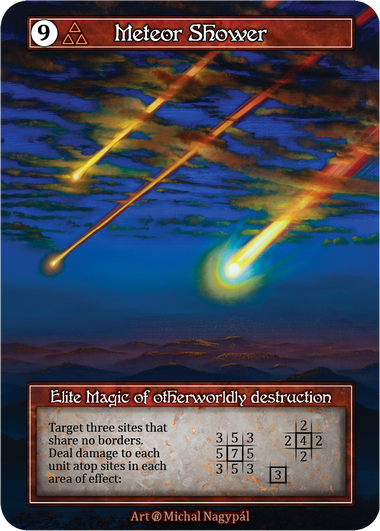 9
Meteor Shower
Elite Magic of otherworldly destruction
Target three sites that
share no borders.
Deal damage to each
unit atop sites in each
area of effect:
3 5 3
5 7 5
3 5 3
2
2 4 2
2
3
Art @ Michal Nagypál